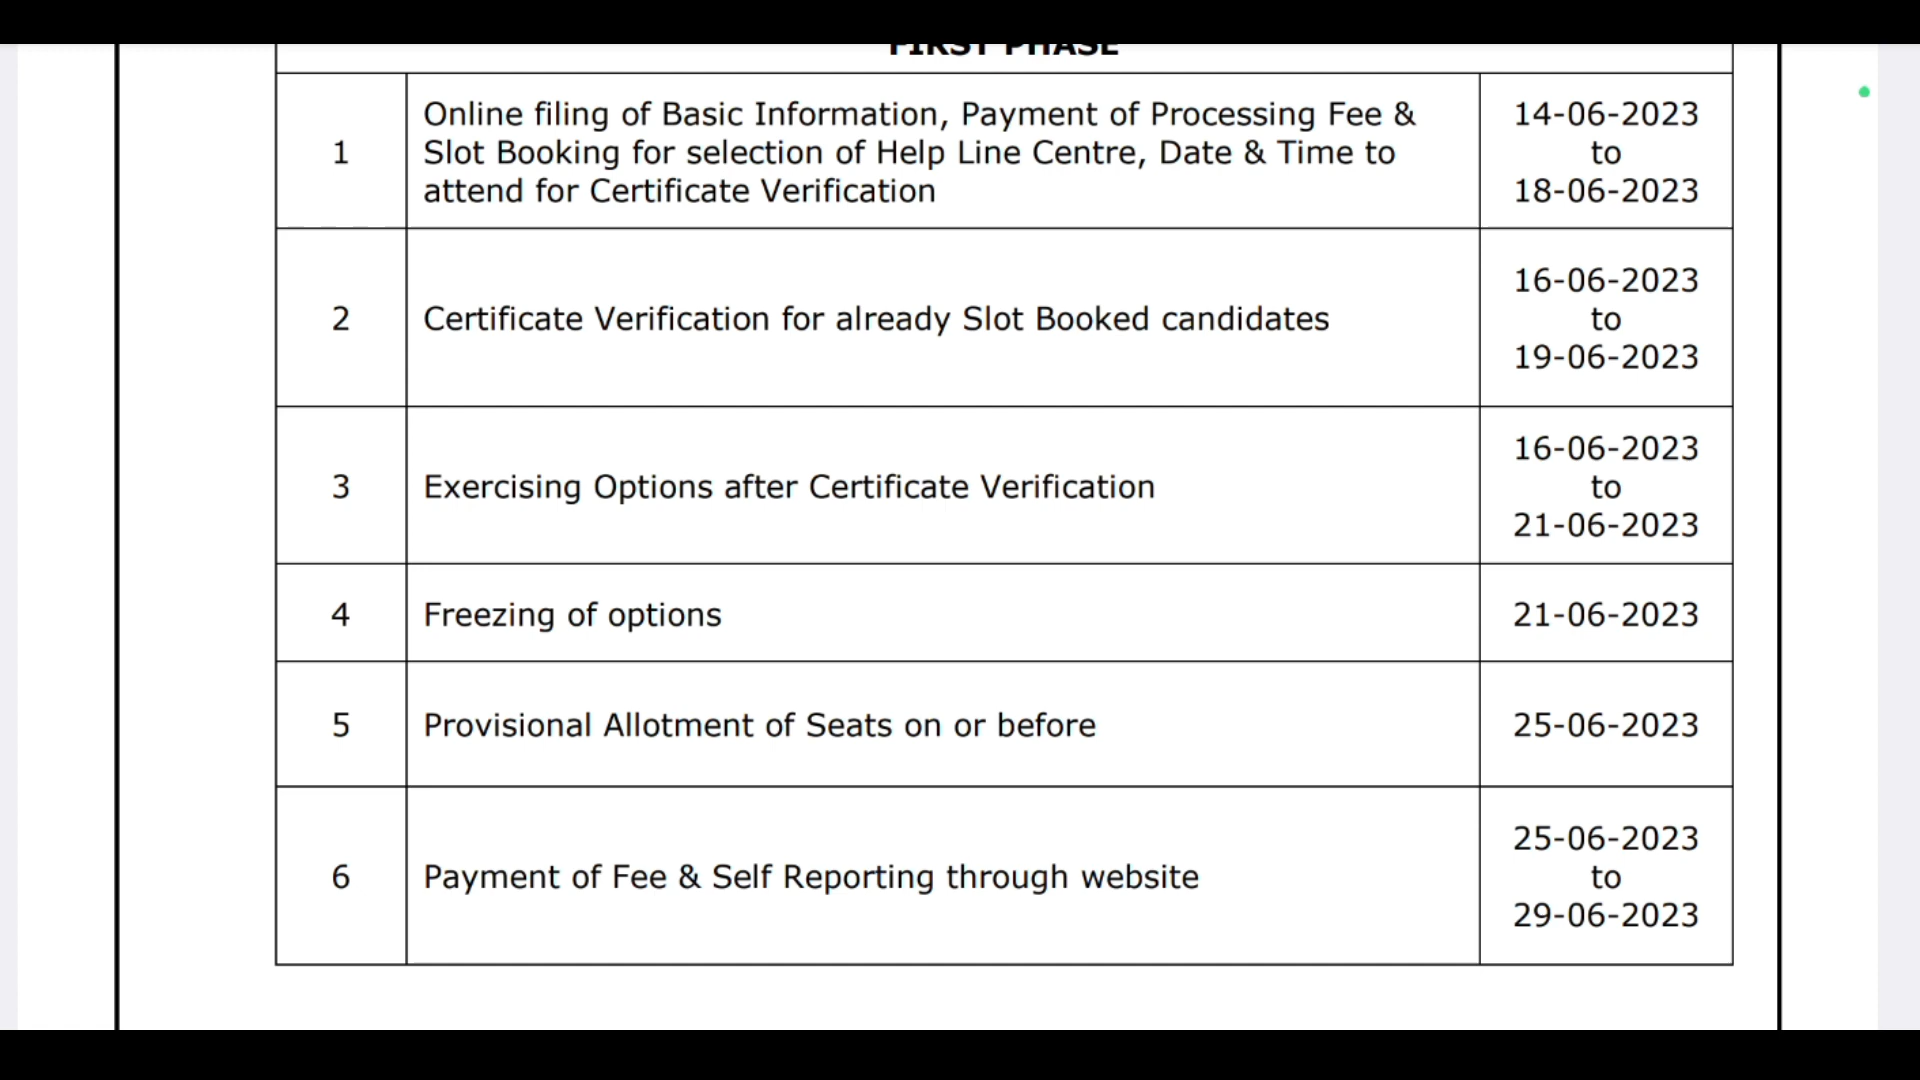 FIRST PHASE
1
Online filing of Basic Information, Payment of Processing Fee &
Slot Booking for selection of Help Line Centre, Date & Time to
attend for Certificate Verification
14-06-2023
to
18-06-2023
2
Certificate Verification for already Slot Booked candidates
16-06-2023
to
19-06-2023
3
Exercising Options after Certificate Verification
16-06-2023
to
21-06-2023
4
Freezing of options
21-06-2023
5
Provisional Allotment of Seats on or before
25-06-2023
6
Payment of Fee & Self Reporting through website
25-06-2023
to
29-06-2023